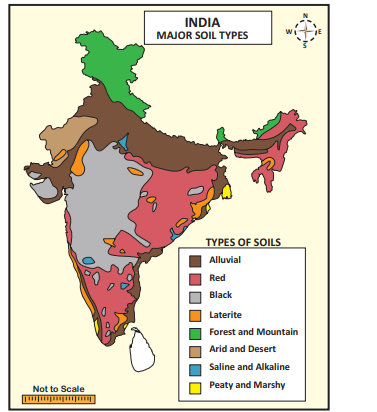 INDIA
MAJOR SOIL TYPES
N
W E
S
TYPES OF SOILS
Alluvial
Red
Black
Laterite
Forest and Mountain
Arid and Desert
Saline and Alkaline
Peaty and Marshy
Not to Scale